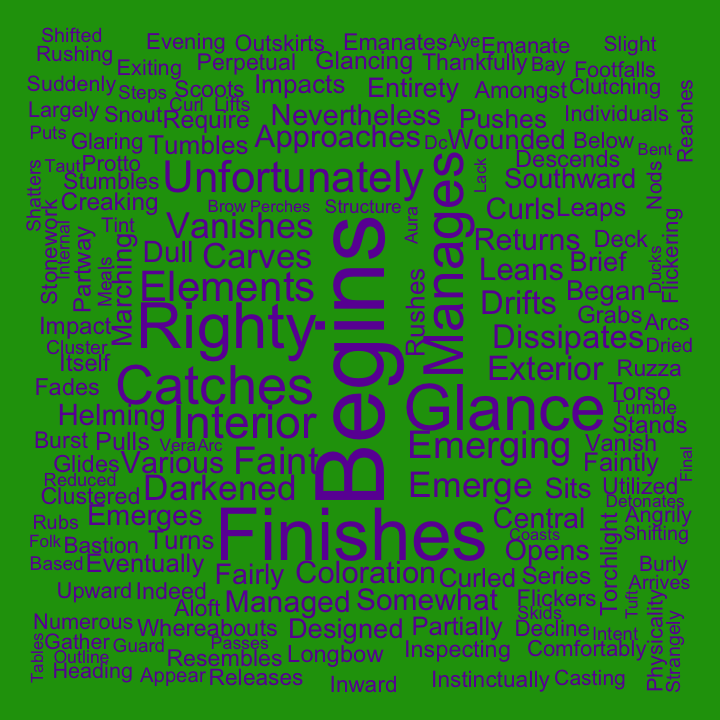 Shifted
Rushing
Evening
Outskirts
Emanates
Aye
Emanate
Slight
Exiting
Perpetual
Glancing
Thankfully
Bay
Footfalls
Suddenly
Steps
Scoots
Impacts
Entirety
Amongst
Clutching
Largely
Snout
Curl
Lifts
Require
Nevertheless
Pushes
Individuals
Reaches
Puts
Glaring
Tumbles
Approaches
Dc
Wounded
Below
Bent
Taut
Protto
Descends
Stumbles
Unfortunately
Lack
Southward
Nods
Shatters
Creaking
Brow
Perches
Structure
Manages
Curls
Leaps
Tint
Vanishes
Aura
Returns
Deck
Flickering
Stonework
Internal
Partway
Meals
Marching
Dull
Carves
Begins
Rushes
Leans
Brief
Ducks
Elements
Drifts
Began
Grabs
Impact
Righty
Dissipates
Arcs
Cluster
Dried
Itself
Catches
Exterior
Ruzza
Fades
Glance
Torso
Tumble
Helming
Interior
Stands
Burst
Pulls
Vera
Arc
Emerging
Vanish
Glides
Various
Faint
Faintly
Final
Reduced
Darkened
Emerge
Sits
Utilized
Clustered
Detonates
Rubs
Emerges
Finishes
Central
Angrily
Folk
Bastion
Turns
Coasts
Shifting
Based
Eventually
Opens
Torchlight
Burly
Fairly
Coloration
Curled
Series
Arrives
Upward
Indeed
Aloft
Managed
Somewhat
Flickers
Tuft
Skids
Physicality
Numerous
Whereabouts
Designed
Partially
Decline
Intent
Strangely
Tables
Gather
Guard
Passes
Outline
Resembles
Longbow
Inspecting
Comfortably
Heading
Appear
Releases
Inward
Instinctually
Casting